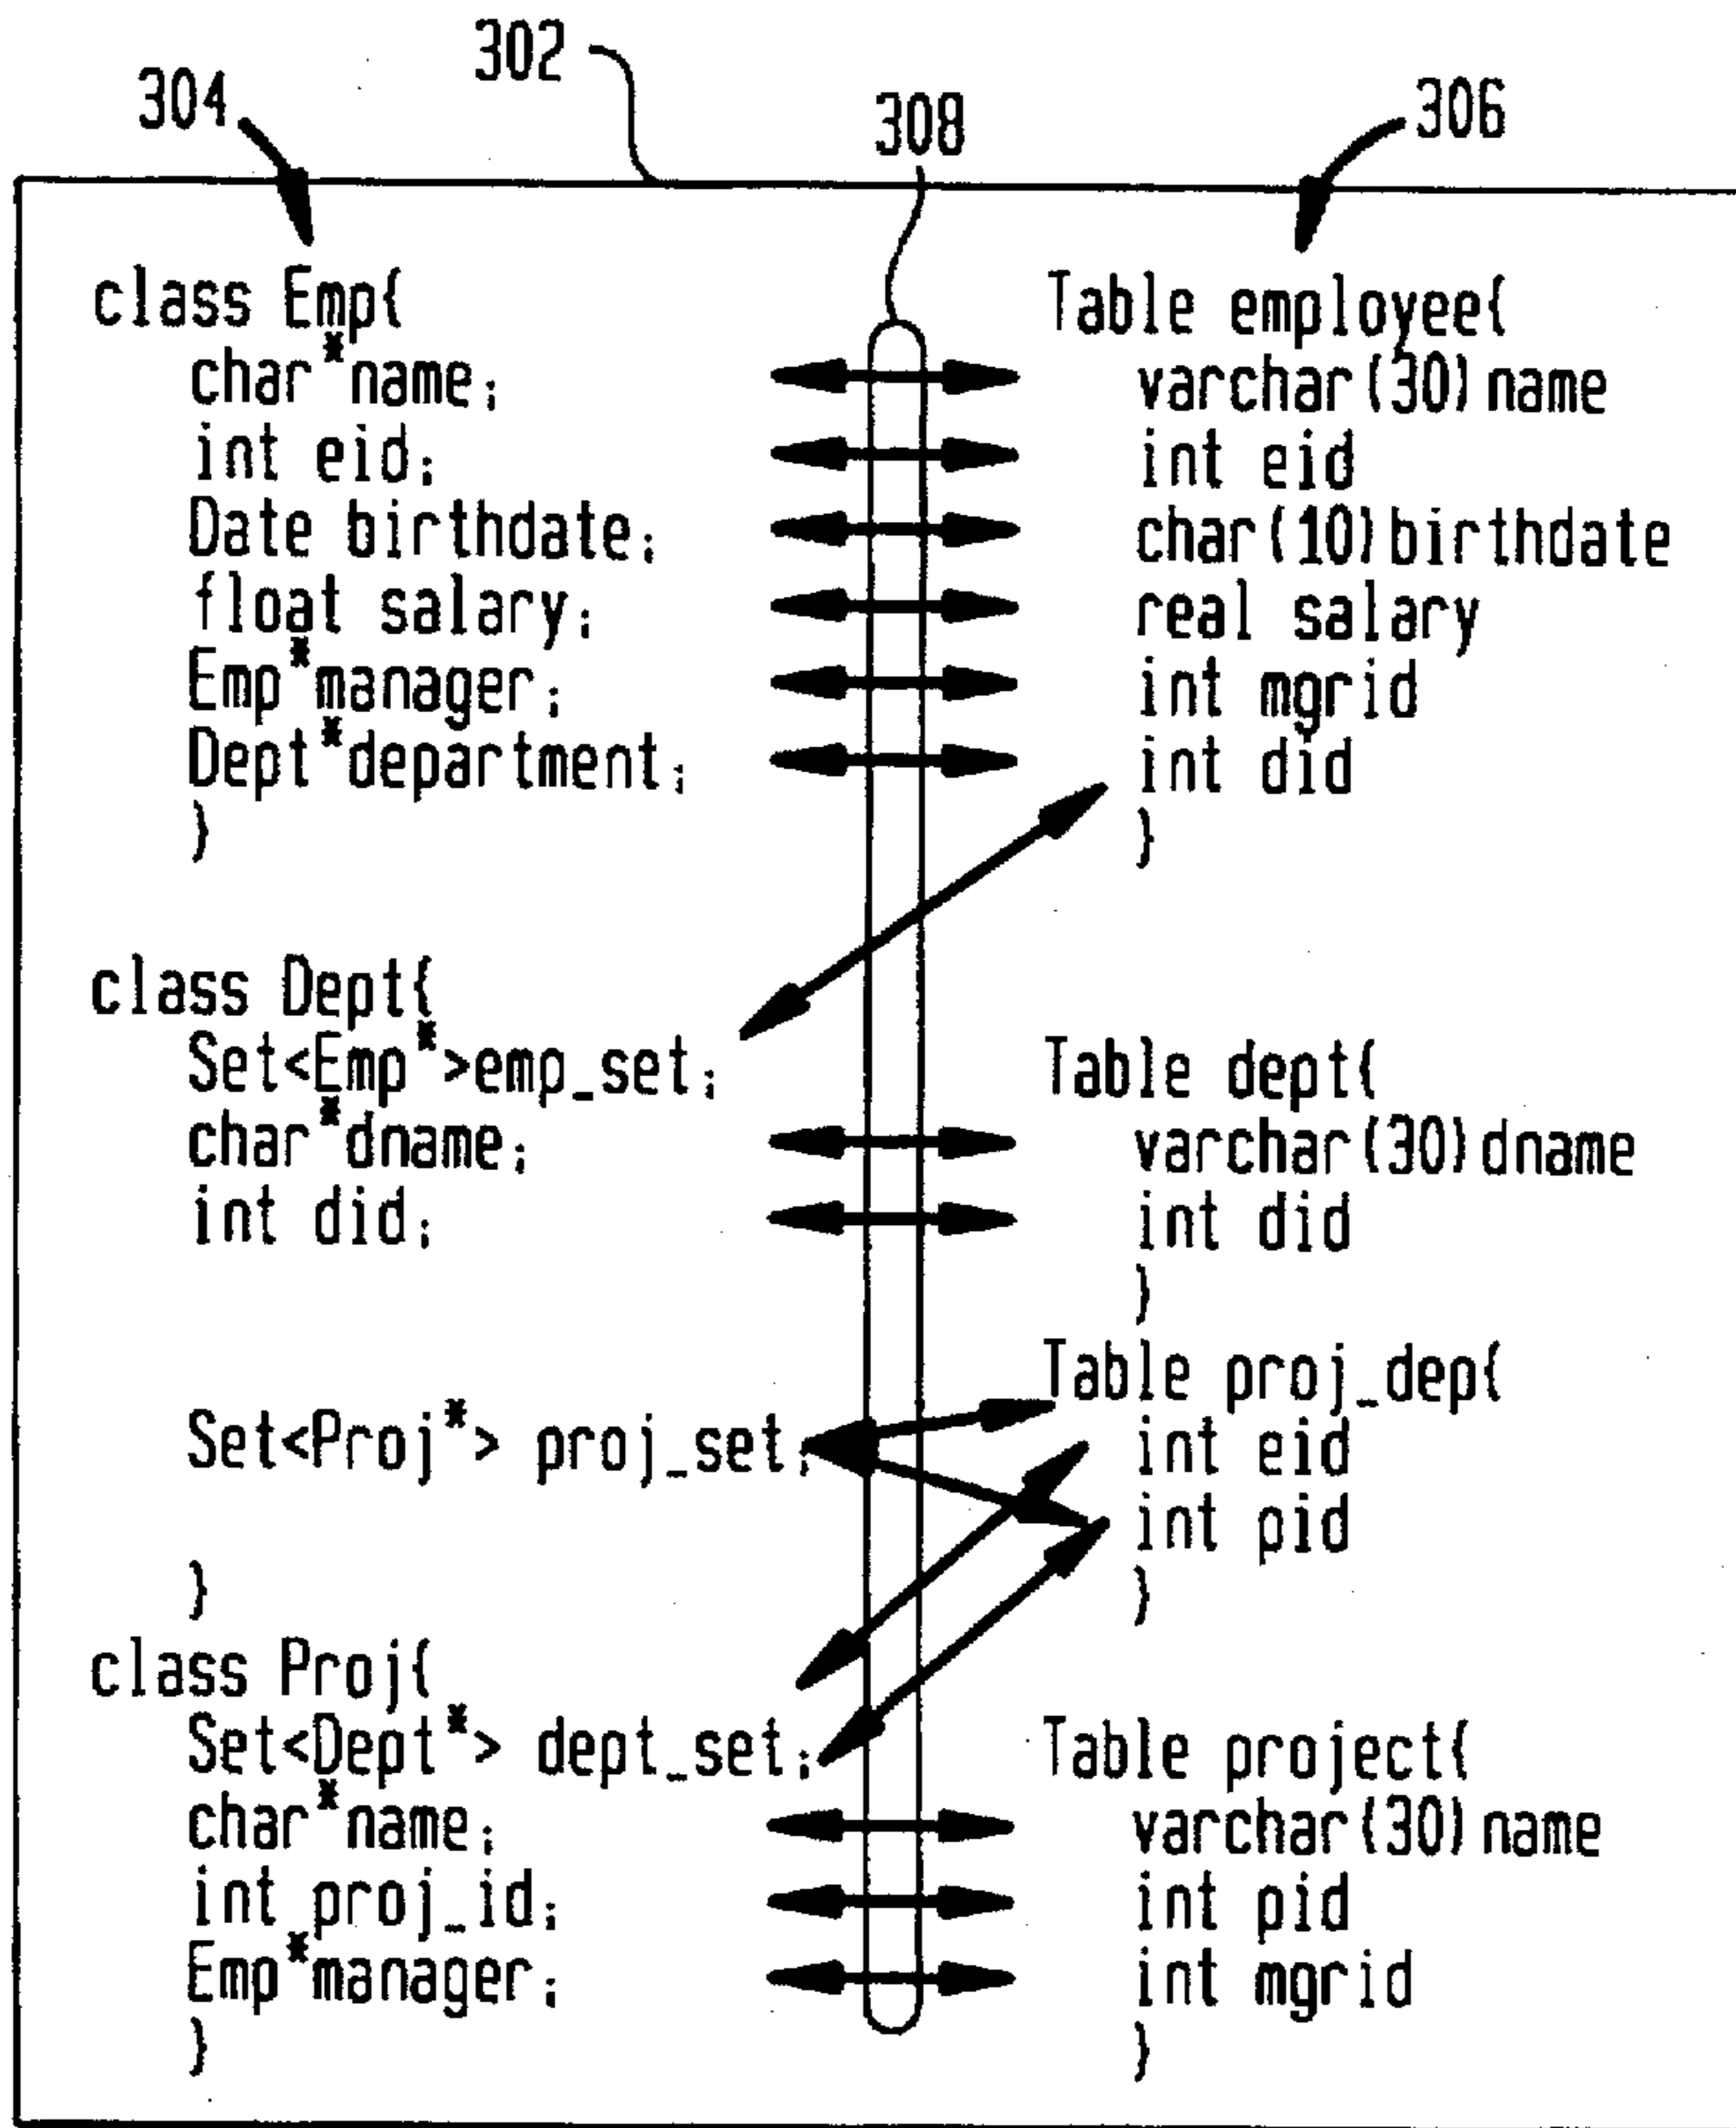 302
304
308
306
class Emp{
char*name;
int eid;
Date birthdate;
float salary;
Emp*manager;
Dept*department;
}
Table employee{
varchar(30)name
int eid
char(10)birthdate
real salary
int mgrid
int did
}
class Dept{
Set<Emp*>emp_set;
char*dname;
int did;
Set<Proj*> proj_set;
}
Table dept{
varchar(30)dname
int did
}
Table proj_dep{
int eid
int pid
}
class Proj{
Set<Dept*> dept_set;
char*name;
int proj_id;
Emp*manager;
}
Table project{
varchar(30)name
int pid
int mgrid
}